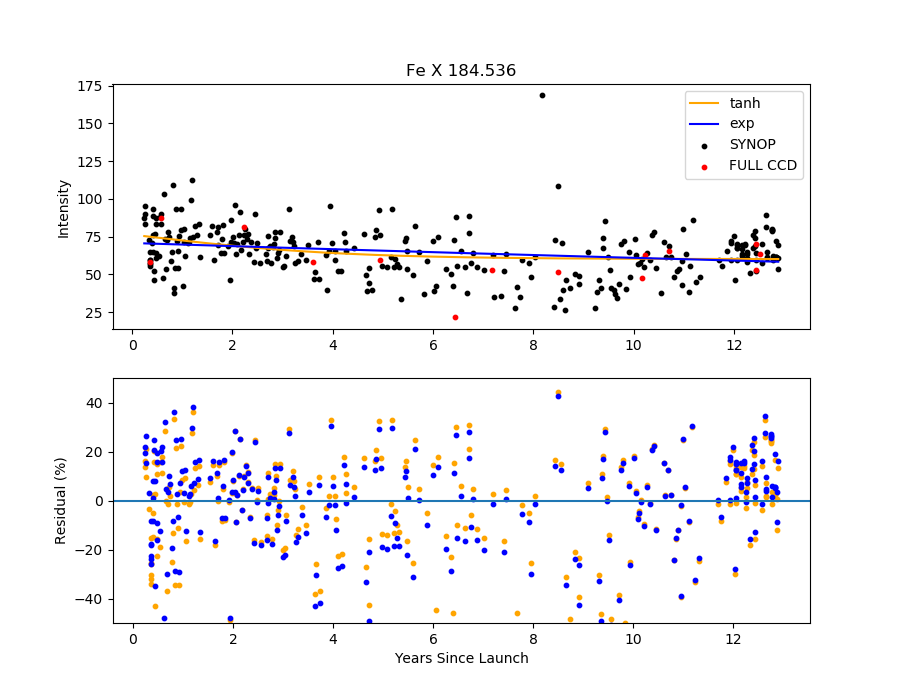 Fe X 184.536
Intensity
175
150
125
100
75
50
25
tanh
exp
SYNOP
FULL CCD
0 2 4 6 8 10 12
Residual (%)
40
20
0
−20
−40
0 2 4 6 8 10 12
Years Since Launch